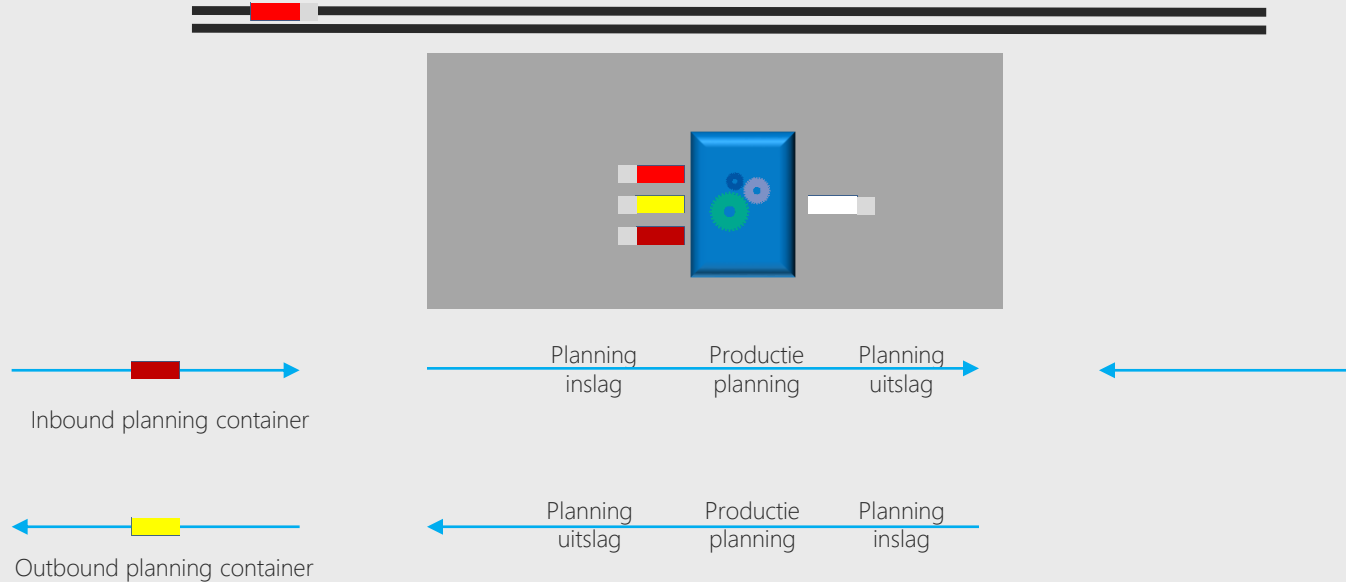 Planning
inslag
Productie
planning
Planning
uitslag
Inbound planning container
Planning
uitslag
Productie
planning
Planning
inslag
Outbound planning container